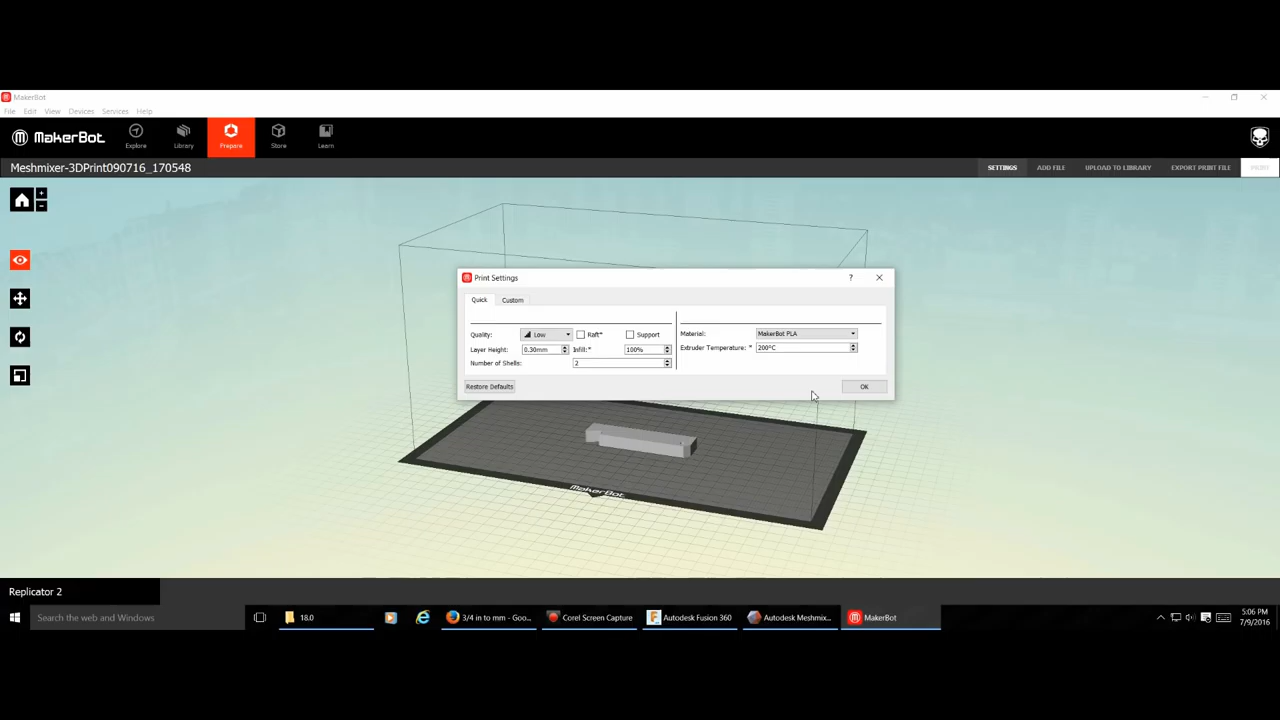 MakerBot
File Edit View Devices Services Help
MakerBot
Explore
Library
Prepare
Store
Learn
Meshmixer-3DPrint090716_170548
SETTINGS
ADD FILE
UPLOAD TO LIBRARY
EXPORT PRINT FILE
PRINT
Print Settings
?
Quick
Custom
Quality:
Low
Raft*
Support
Layer Height:
0.30mm
Infill:*
100%
Number of Shells:
2
Material:
MakerBot PLA
Extruder Temperature: *
200°C
Restore Defaults
OK
MakerBot
Replicator 2
Search the web and Windows
18.0
3/4 in to mm - Goo...
Corel Screen Capture
Autodesk Fusion 360
Autodesk Meshmix...
MakerBot
5:06 PM
7/9/2016